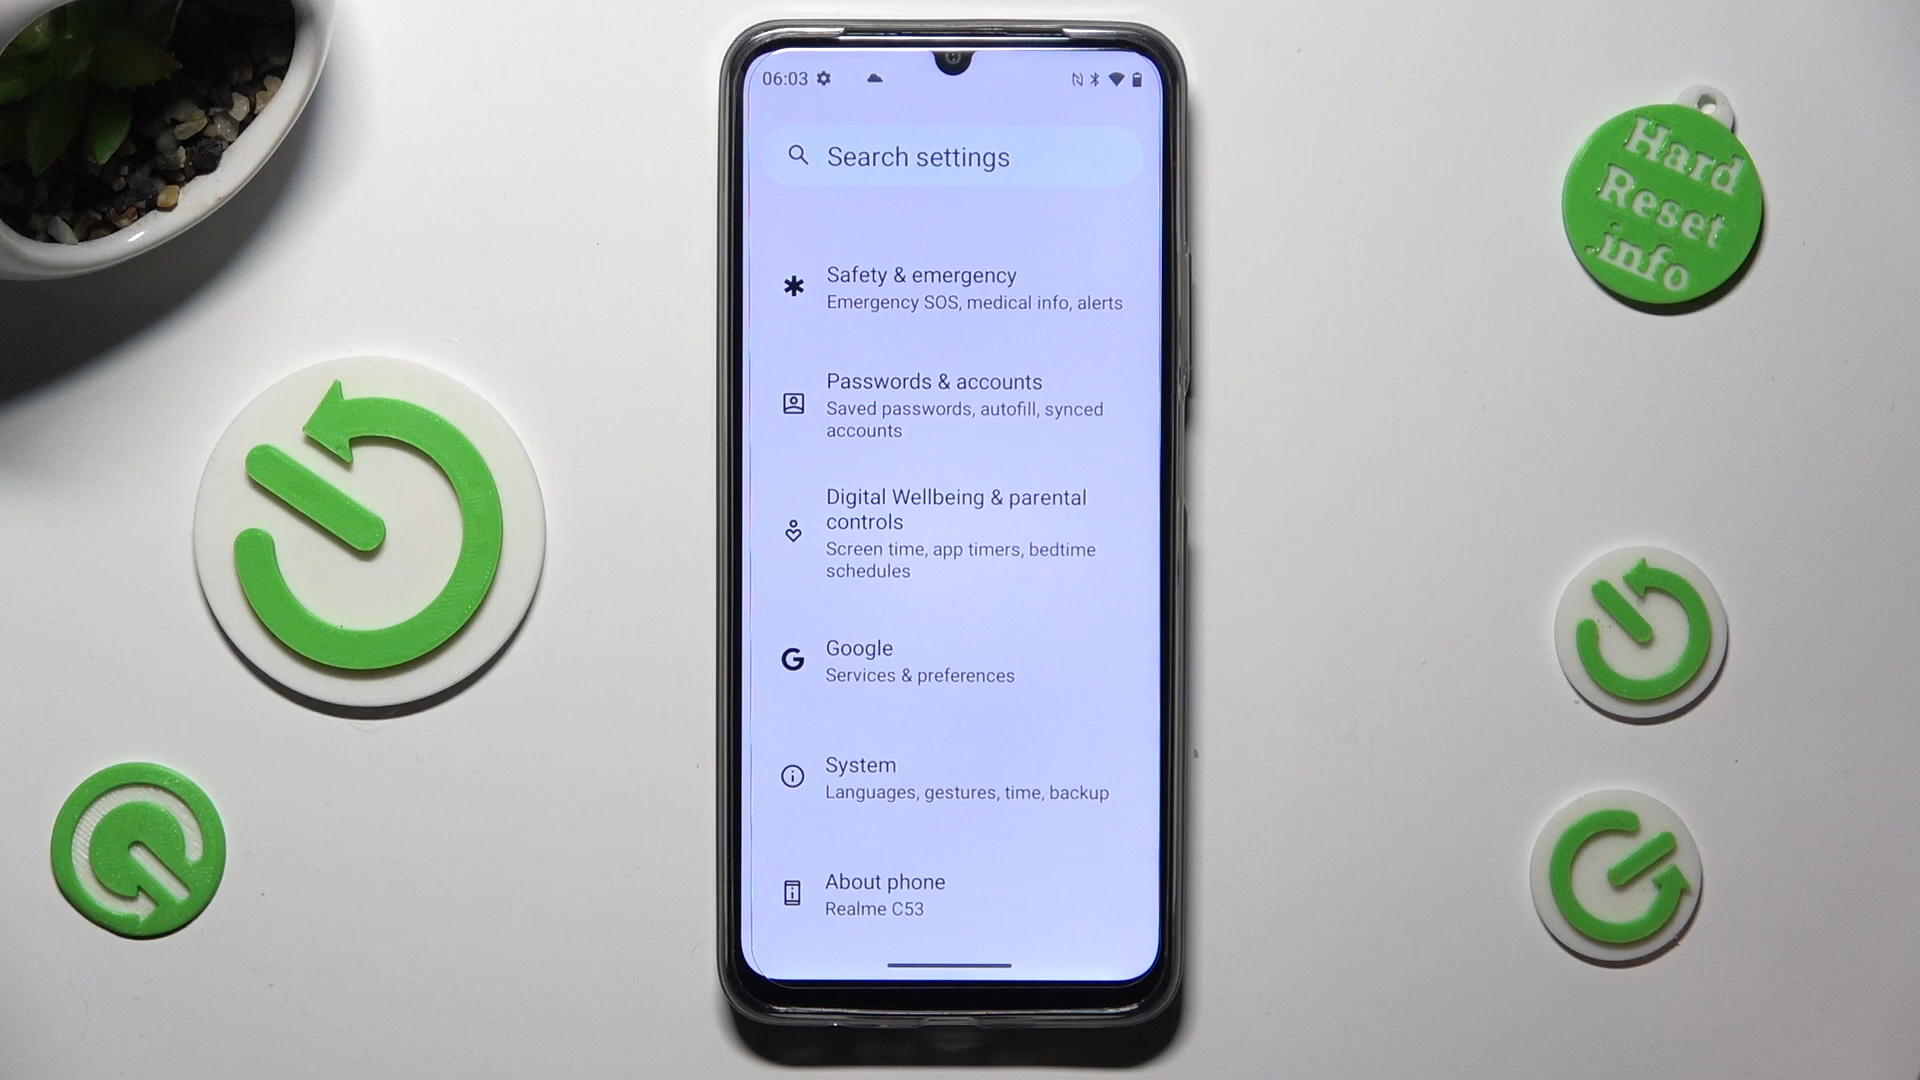 06:03
Search settings
Safety & emergency
Emergency SOS, medical info, alerts
Passwords & accounts
Saved passwords, autofill, synced
accounts
Digital Wellbeing & parental
controls
Screen time, app timers, bedtime
schedules
Google
Services & preferences
System
Languages, gestures, time, backup
About phone
Realme C53
Hard
Reset
.info